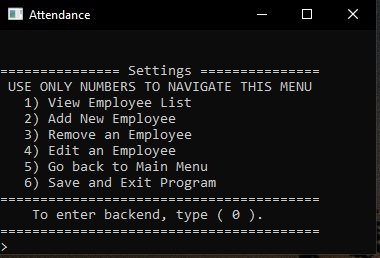 Attendance
=============== Settings ===============
USE ONLY NUMBERS TO NAVIGATE THIS MENU
1) View Employee List
2) Add New Employee
3) Remove an Employee
4) Edit an Employee
5) Go back to Main Menu
6) Save and Exit Program
========================================
To enter backend, type ( 0 ).
========================================
>